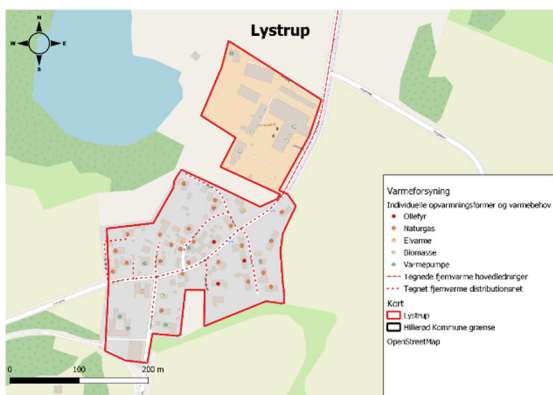 Lystrup
N
W
E
S
Varmeforsyning
Individuelle opvarmningsformer og varmebehov
Oliefyr
Naturgas
Elvarme
Biomasse
Varmepumpe
Tegnede fjernvarme hovedledninger
Tegnet fjernvarme distributionsnet
Kort
Lystrup
Hillerød Kommune grænse
OpenStreetMap
0 100 200 m